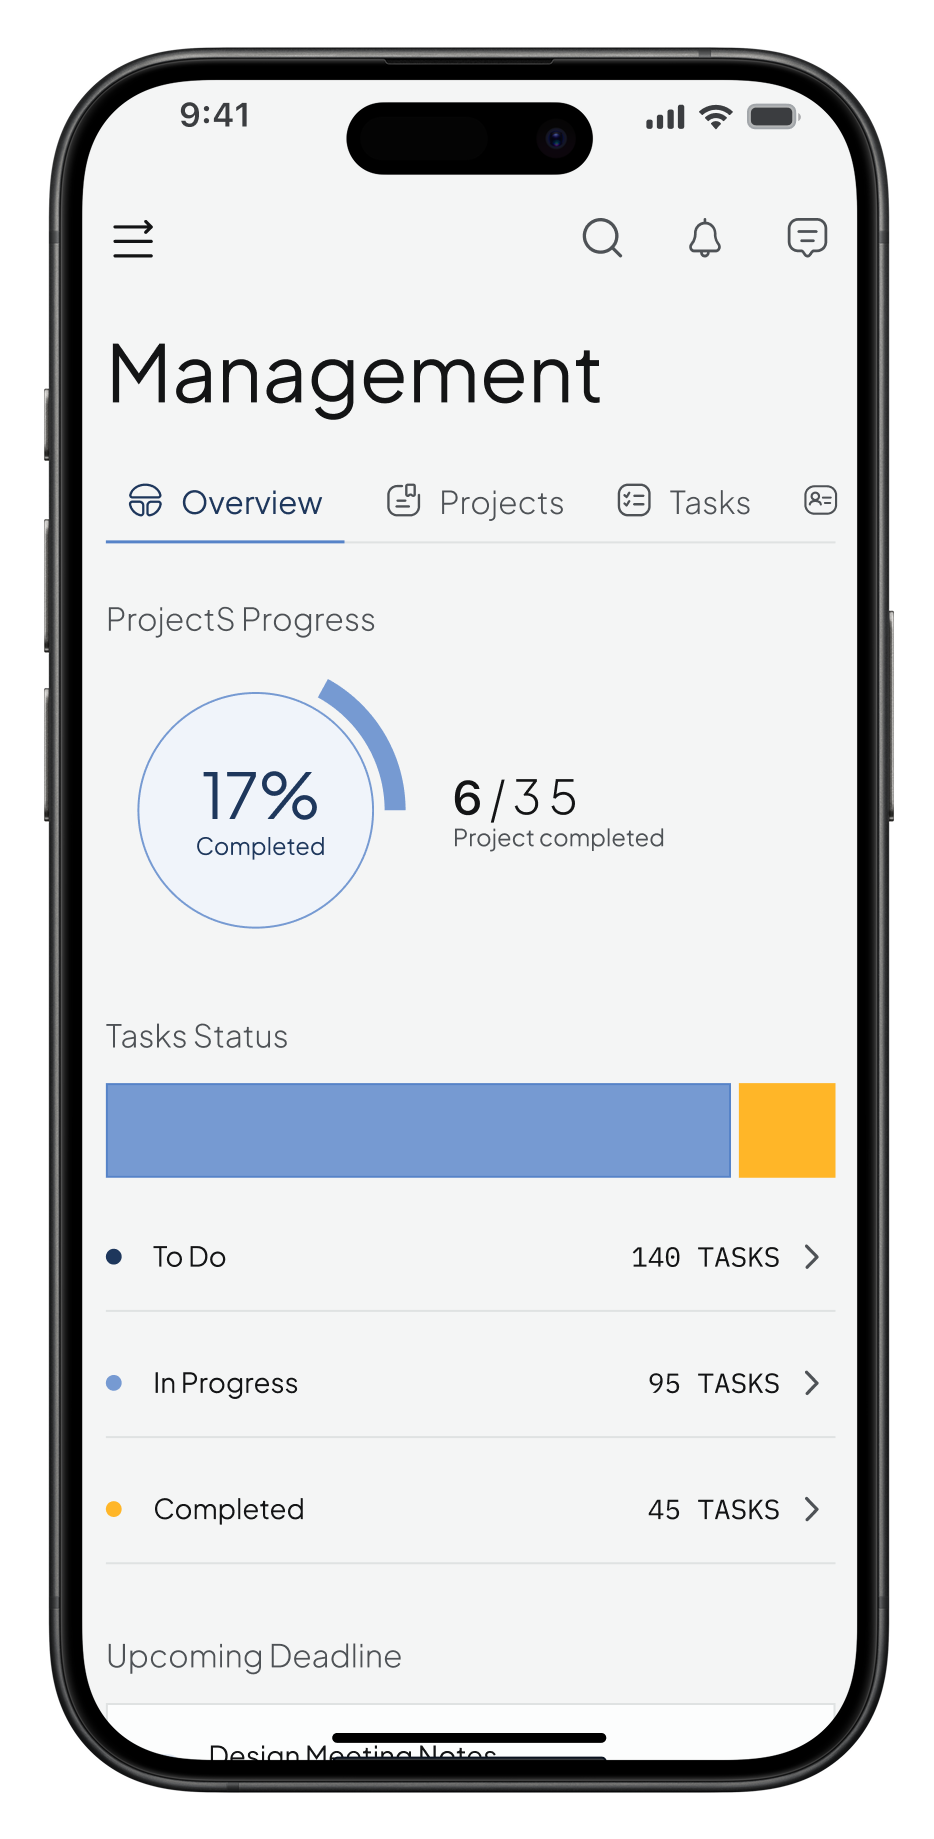 9:41
Management
Overview Projects Tasks
ProjectS Progress
17%
Completed
6/35
Project completed
Tasks Status
To Do 140 TASKS
In Progress 95 TASKS
Completed 45 TASKS
Upcoming Deadline
Design Meeting Notes